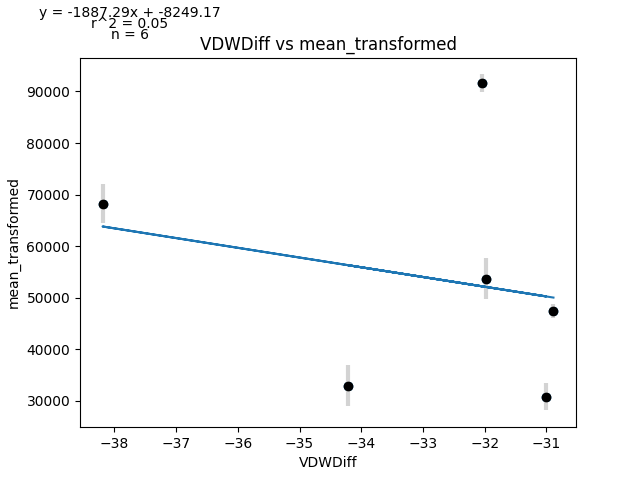 y = -1887.29x + -8249.17
r^2 = 0.05
n = 6
VDWDiff vs mean_transformed
90000
80000
70000
60000
50000
40000
30000
mean_transformed
−38 −37 −36 −35 −34 −33 −32 −31
VDWDiff